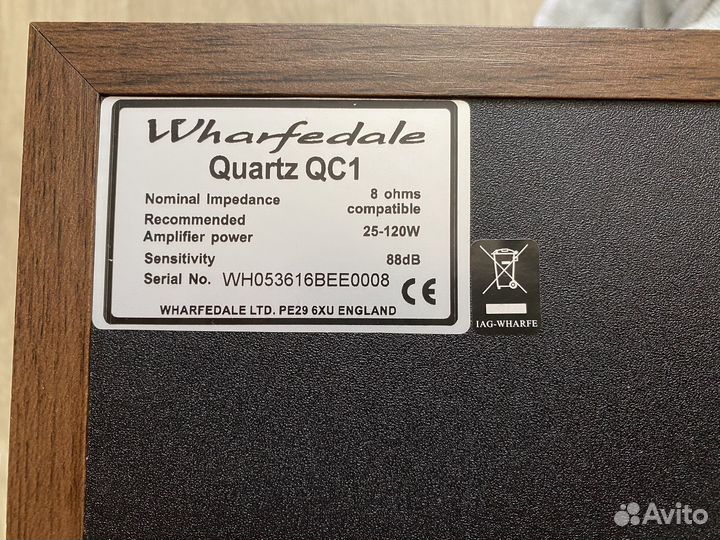 Wharfedale
Quartz QC1
Nominal Impedance 8 ohms compatible
Recommended Amplifier power 25-120W
Sensitivity 88dB
Serial No. WH053616BEE0008
CE
WHARFEDALE LTD. PE29 6XU ENGLAND
IAG-WHARFE
Avito